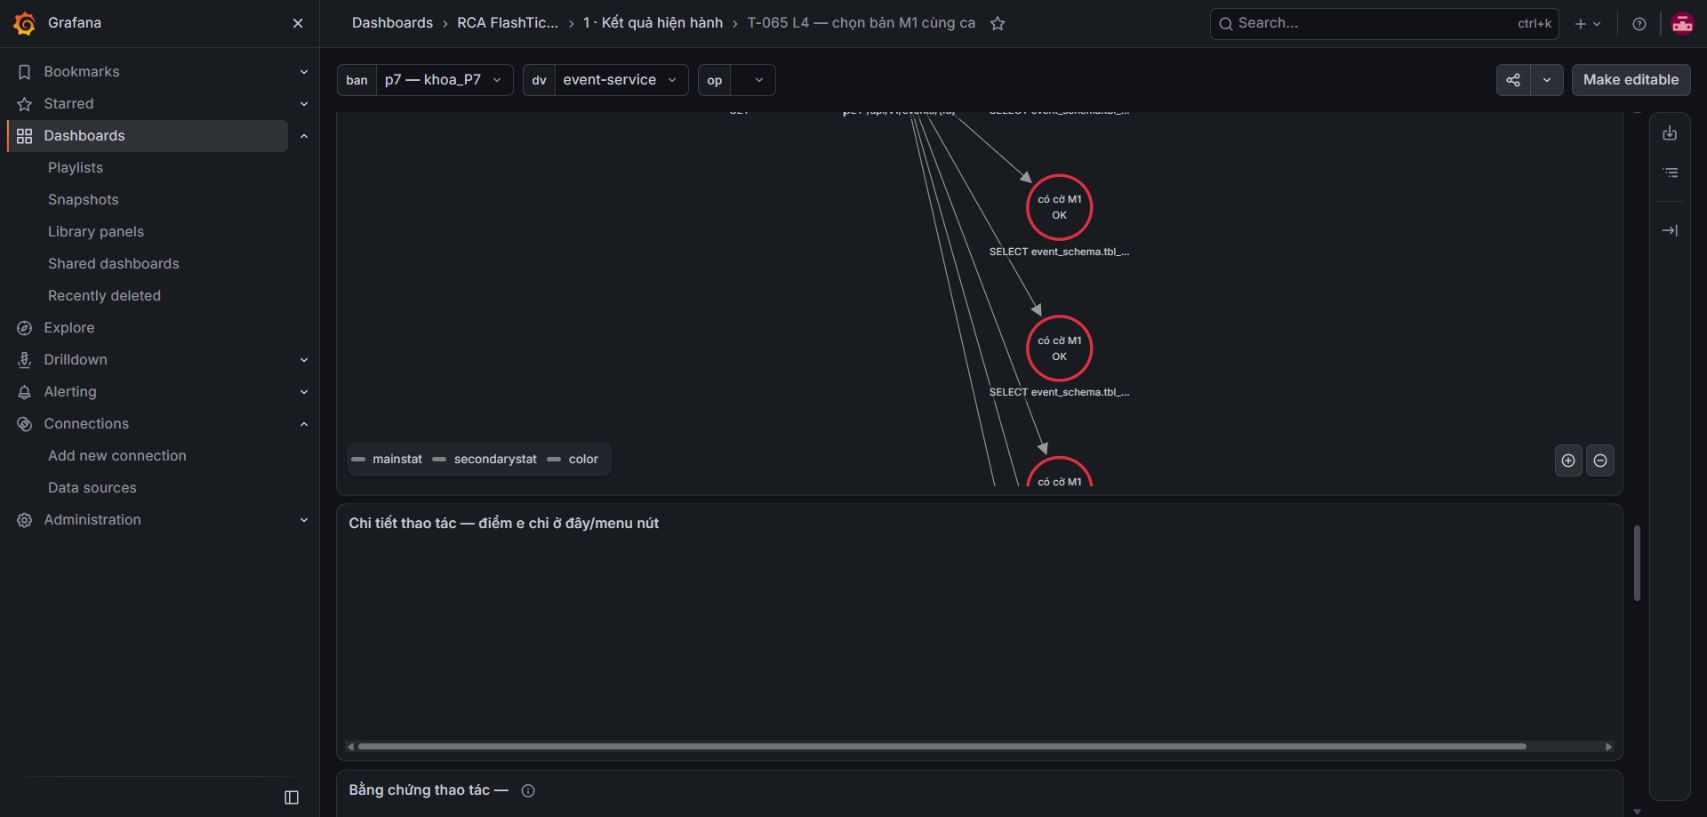 Grafana
Dashboards › RCA FlashTic... › 1 · Kết quả hiện hành › T-065 L4 — chọn bản M1 cùng ca
Search...
ctrl+k
Bookmarks
Starred
Dashboards
Playlists
Snapshots
Library panels
Shared dashboards
Recently deleted
Explore
Drilldown
Alerting
Connections
Add new connection
Data sources
Administration
ban
p7 — khoa_P7
dv
event-service
op
Make editable
có cờ M1
OK
SELECT event_schema.tbl_...
có cờ M1
OK
SELECT event_schema.tbl_...
có cờ M1
mainstat
secondarystat
color
Chi tiết thao tác — điểm e chỉ ở đây/menu nút
Bằng chứng thao tác —